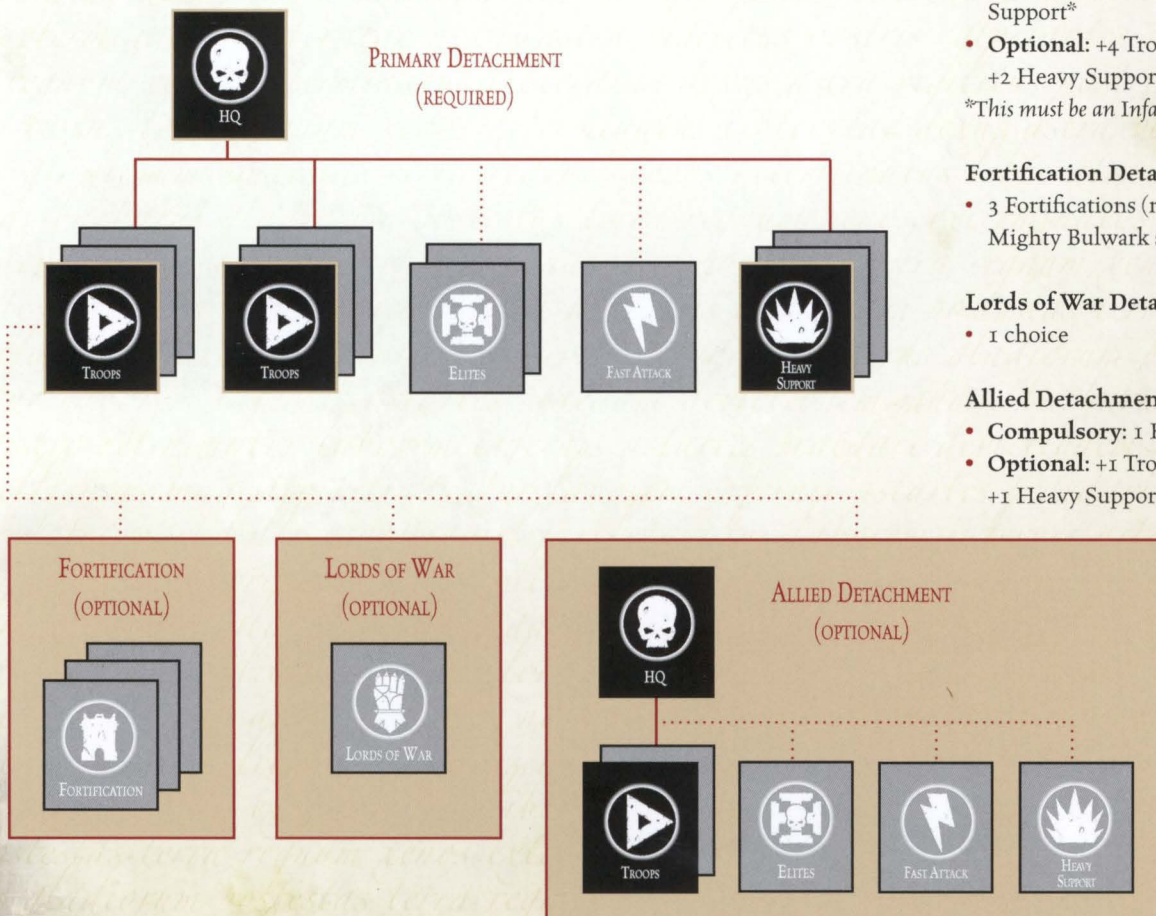 PRIMARY DETACHMENT
(REQUIRED)
HQ
TROOPS
TROOPS
ELITES
FAST ATTACK
HEAVY
SUPPORT
FORTIFICATION
(OPTIONAL)
FORTIFICATION
LORDS OF WAR
(OPTIONAL)
LORDS OF WAR
ALLIED DETACHMENT
(OPTIONAL)
HQ
TROOPS
ELITES
FAST ATTACK
HEAVY
SUPPORT
Support*
• Optional: +4 Tro
+2 Heavy Suppor
*This must be an Infa
Fortification Deta
• 3 Fortifications (
Mighty Bulwark
Lords of War Deta
• 1 choice
Allied Detachmen
• Compulsory: 1
• Optional: +1 Tro
+1 Heavy Suppor